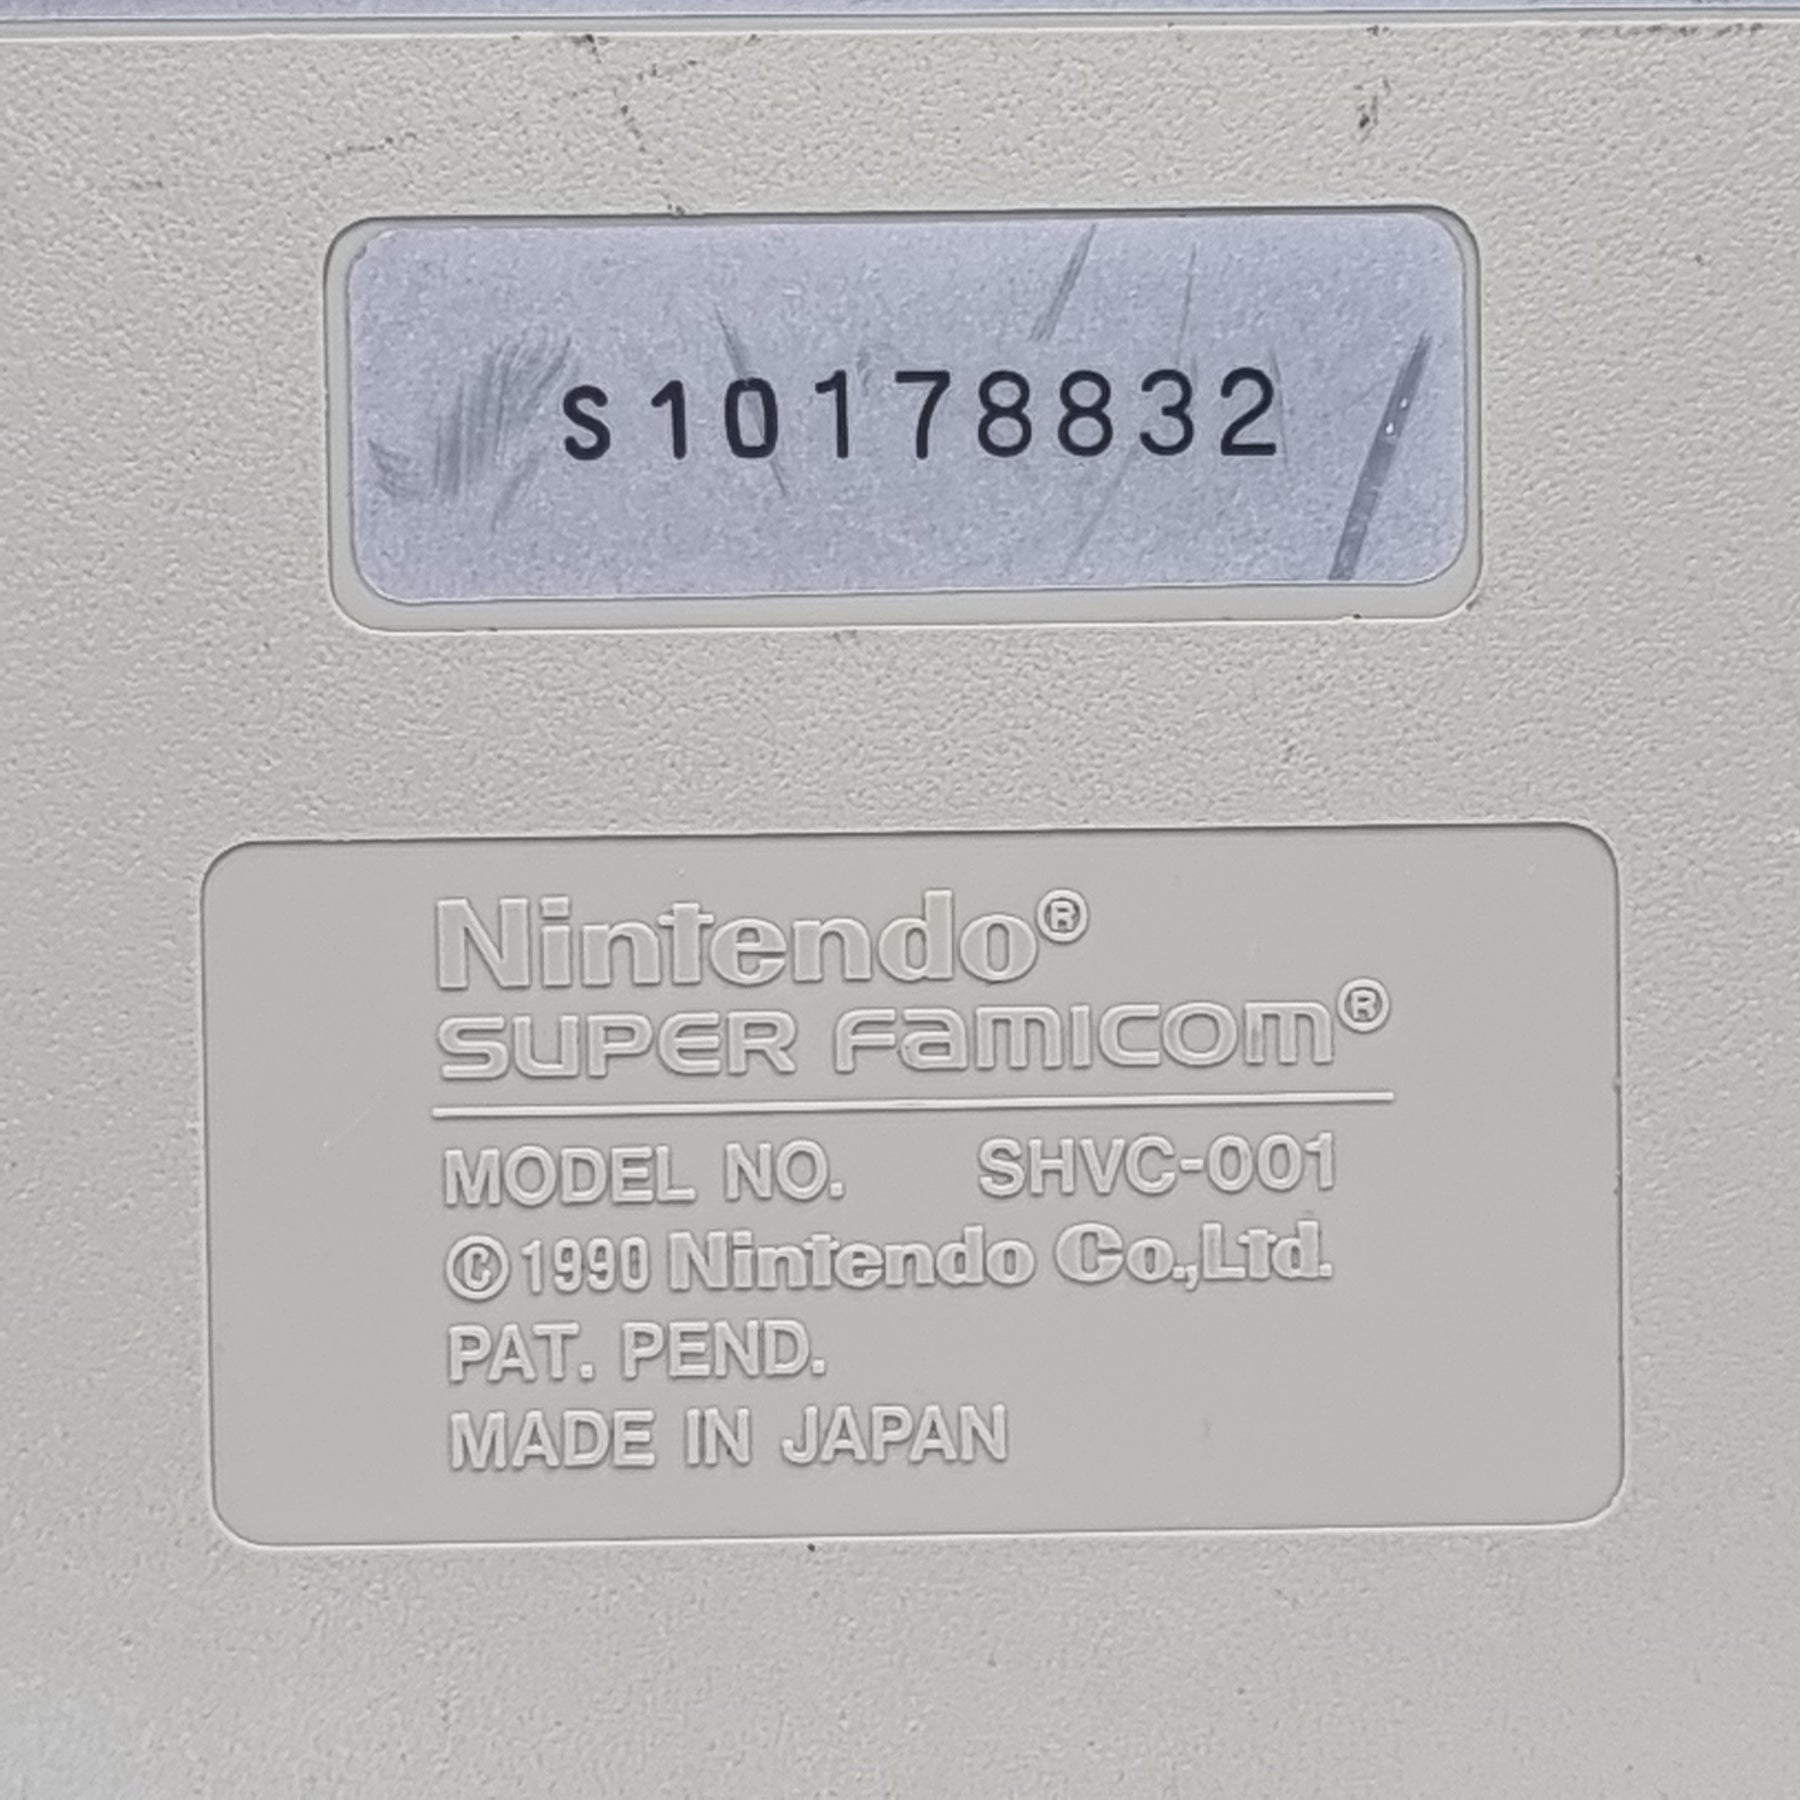 S10178832
Nintendo®
SUPER Famicom®
MODEL NO. SHVC-001
©1990 Nintendo Co.,Ltd.
PAT. PEND.
MADE IN JAPAN